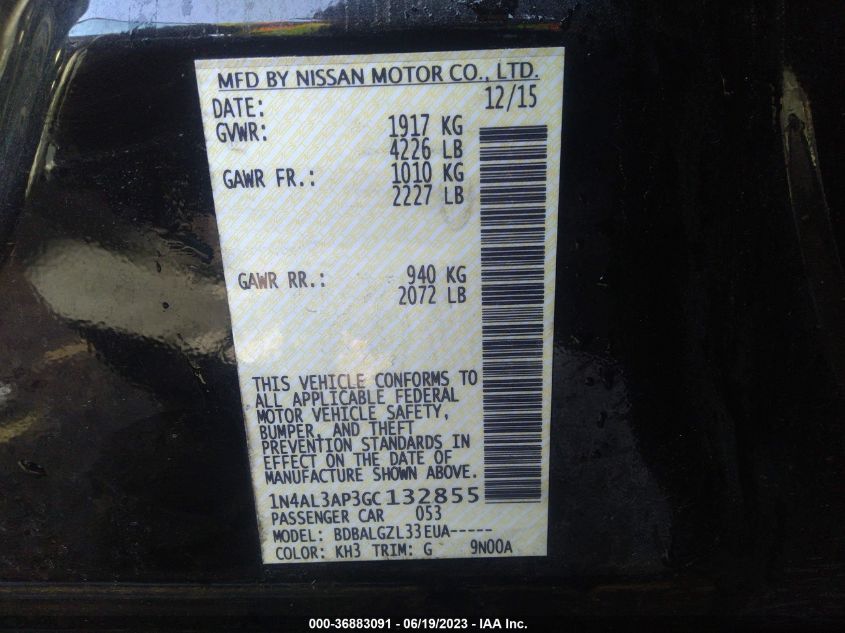 MFD BY NISSAN MOTOR CO., LTD.
DATE: 12/15
GVWR: 1917 KG
4226 LB
GAWR FR.: 1010 KG
2227 LB
GAWR RR.: 940 KG
2072 LB
THIS VEHICLE CONFORMS TO
ALL APPLICABLE FEDERAL
MOTOR VEHICLE SAFETY,
BUMPER, AND THEFT
PREVENTION STANDARDS IN
EFFECT ON THE DATE OF
MANUFACTURE SHOWN ABOVE.
1N4AL3AP3GC132855
PASSENGER CAR 053
MODEL: BDBALGZL33EUA-----
COLOR: KH3 TRIM: G 9N00A
000-36883091 - 06/19/2023 - IAA Inc.